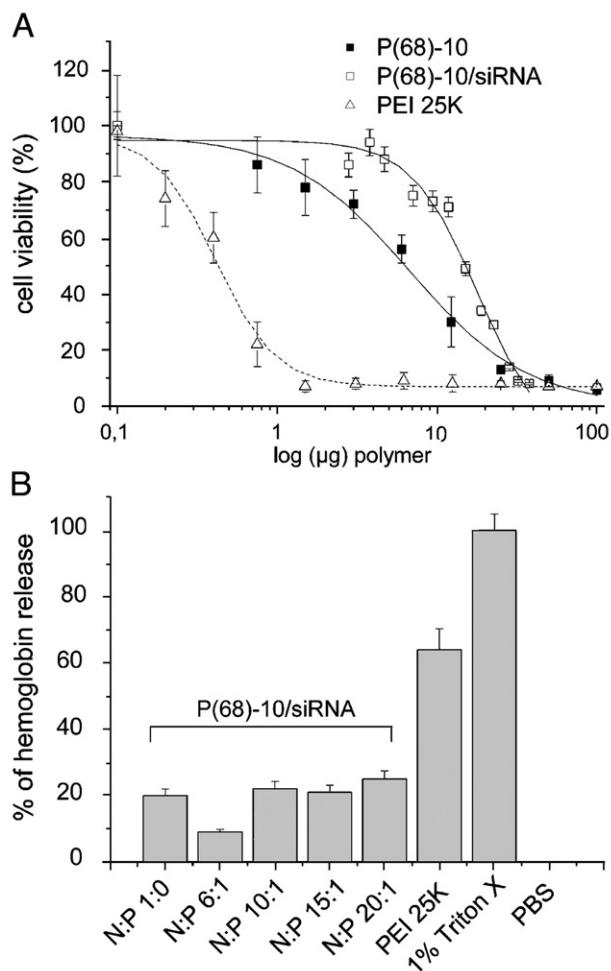 A
P(68)-10
P(68)-10/siRNA
PEI 25K
cell viability (%)
120
100
80
60
40
20
0
0,1
1
10
100
log (μg) polymer
B
% of hemoglobin release
100
80
60
40
20
0
P(68)-10/siRNA
N:P 1:0
N:P 6:1
N:P 10:1
N:P 15:1
N:P 20:1
PEI 25K
1% Triton X
PBS